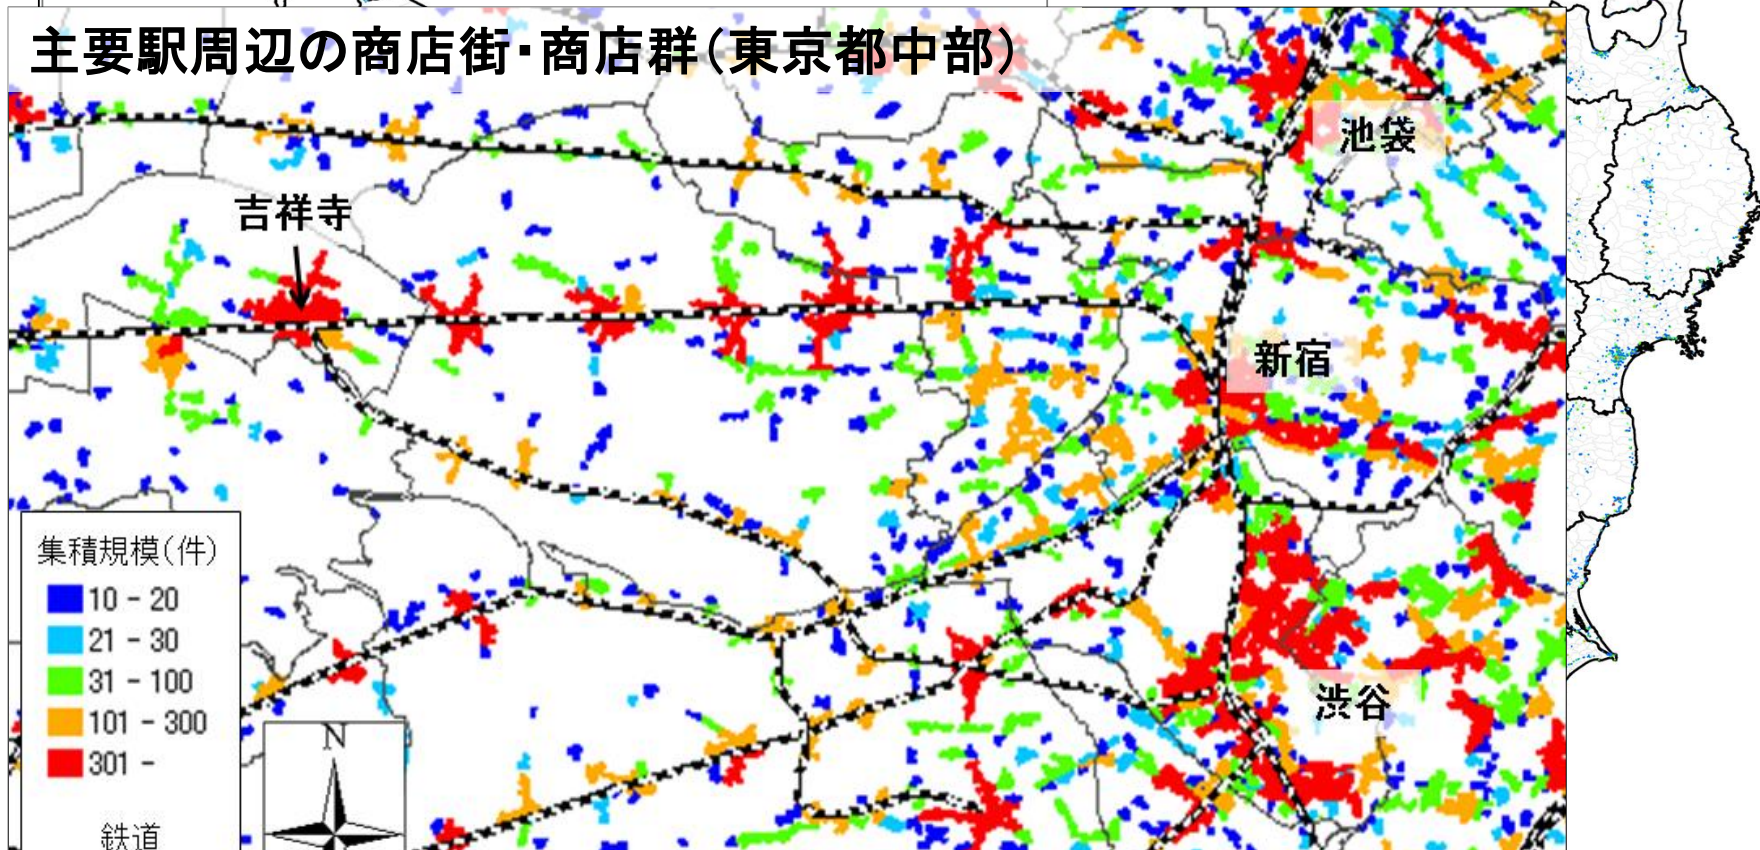 主要駅周辺の商店街・商店群（東京都中部）
池袋
吉祥寺
新宿
渋谷
集積規模（件）
10 - 20
21 - 30
31 - 100
101 - 300
301 -
鉄道
N